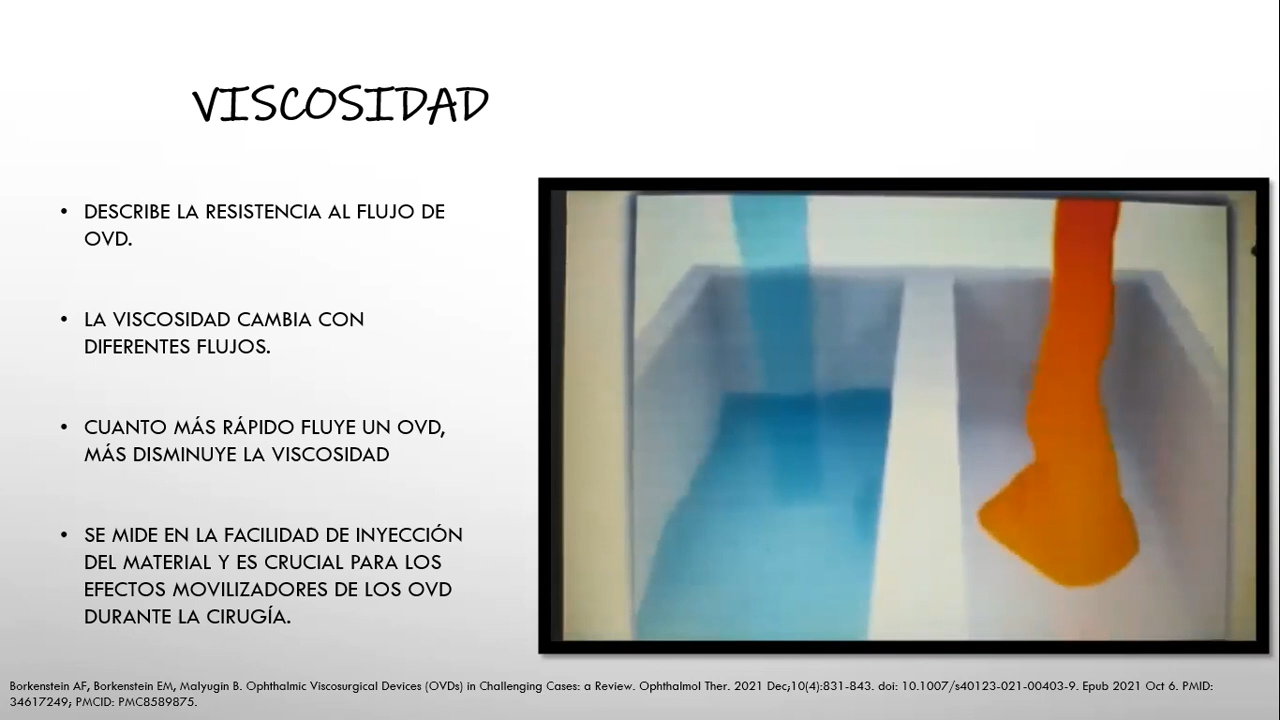 VISCOSIDAD
• DESCRIBE LA RESISTENCIA AL FLUJO DE
OVD.
• LA VISCOSIDAD CAMBIA CON
DIFERENTES FLUJOS.
• CUANTO MÁS RÁPIDO FLUYE UN OVD,
MÁS DISMINUYE LA VISCOSIDAD
• SE MIDE EN LA FACILIDAD DE INYECCIÓN
DEL MATERIAL Y ES CRUCIAL PARA LOS
EFECTOS MOVILIZADORES DE LOS OVD
DURANTE LA CIRUGÍA.
Borkenstein AF, Borkenstein EM, Malyugin B. Ophthalmic Viscosurgical Devices (OVDs) in Challenging Cases: a Review. Ophthalmol Ther. 2021 Dec;10(4):831-843. doi: 10.1007/s40123-021-00403-9. Epub 2021 Oct 6. PMID:
34617249; PMCID: PMC8589875.